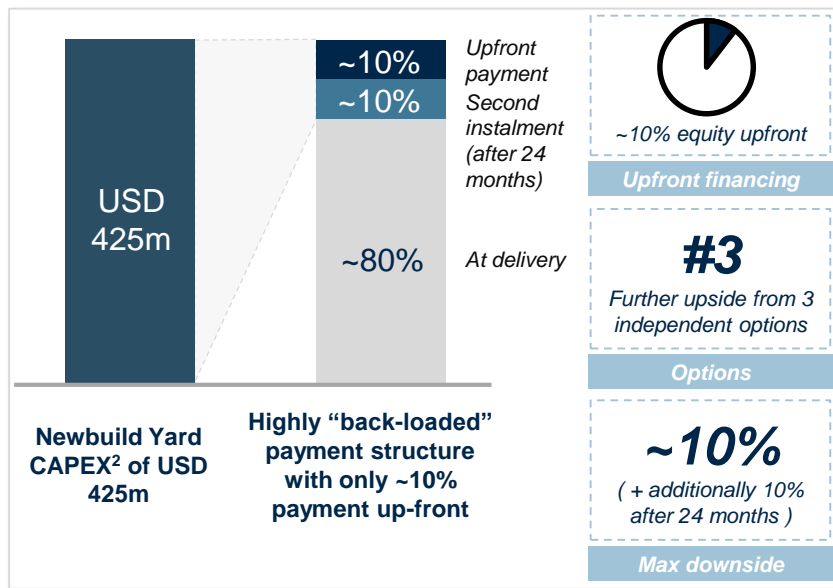 USD
425m
~10%
~10%
~80%
Upfront
payment
Second
instalment
(after 24
months)
At delivery
Newbuild Yard
CAPEX² of USD
425m
Highly “back-loaded”
payment structure
with only ~10%
payment up-front
~10% equity upfront
Upfront financing
#3
Further upside from 3
independent options
Options
~10%
( + additionally 10%
after 24 months )
Max downside